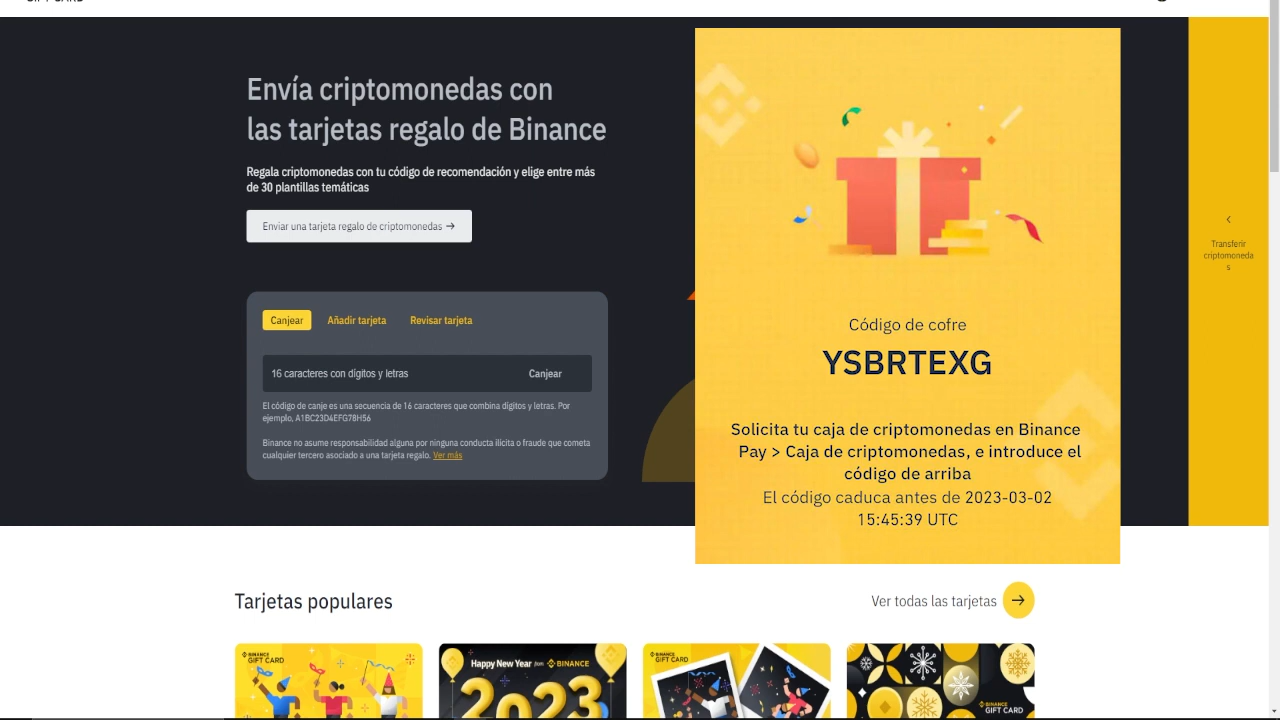 Envía criptomonedas con
las tarjetas regalo de Binance
Regala criptomonedas con tu código de recomendación y elige entre más
de 30 plantillas temáticas
Enviar una tarjeta regalo de criptomonedas →
Canjear Añadir tarjeta Revisar tarjeta
16 caracteres con dígitos y letras Canjear
El código de canje es una secuencia de 16 caracteres que combina dígitos y letras. Por
ejemplo, A1BC23D4EFG78H56
Binance no asume responsabilidad alguna por ninguna conducta ilícita o fraude que cometa
cualquier tercero asociado a una tarjeta regalo. Ver más
Código de cofre
YSBRTEXG
Solicita tu caja de criptomonedas en Binance
Pay > Caja de criptomonedas, e introduce el
código de arriba
El código caduca antes de 2023-03-02
15:45:39 UTC
Transferir
criptomoneda
s
Tarjetas populares
Ver todas las tarjetas
BINANCE
GIFT CARD
Happy New Year from BINANCE
2023
BINANCE
GIFT CARD
BINANCE
GIFT CARD